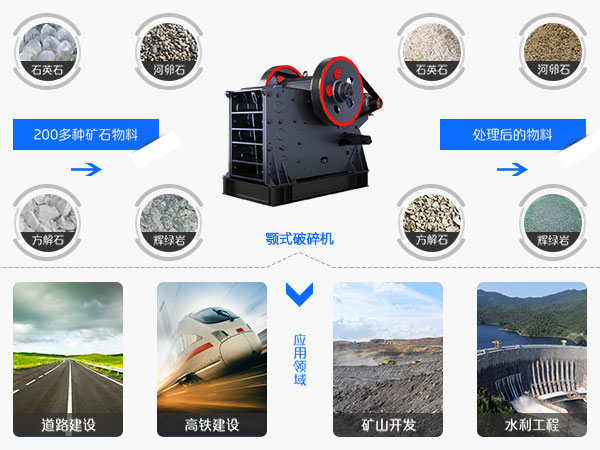 石英石
河卵石
石英石
河卵石
200多种矿石物料
处理后的物料
方解石
辉绿岩
方解石
辉绿岩
颚式破碎机
应用领域
道路建设
高铁建设
矿山开发
水利工程